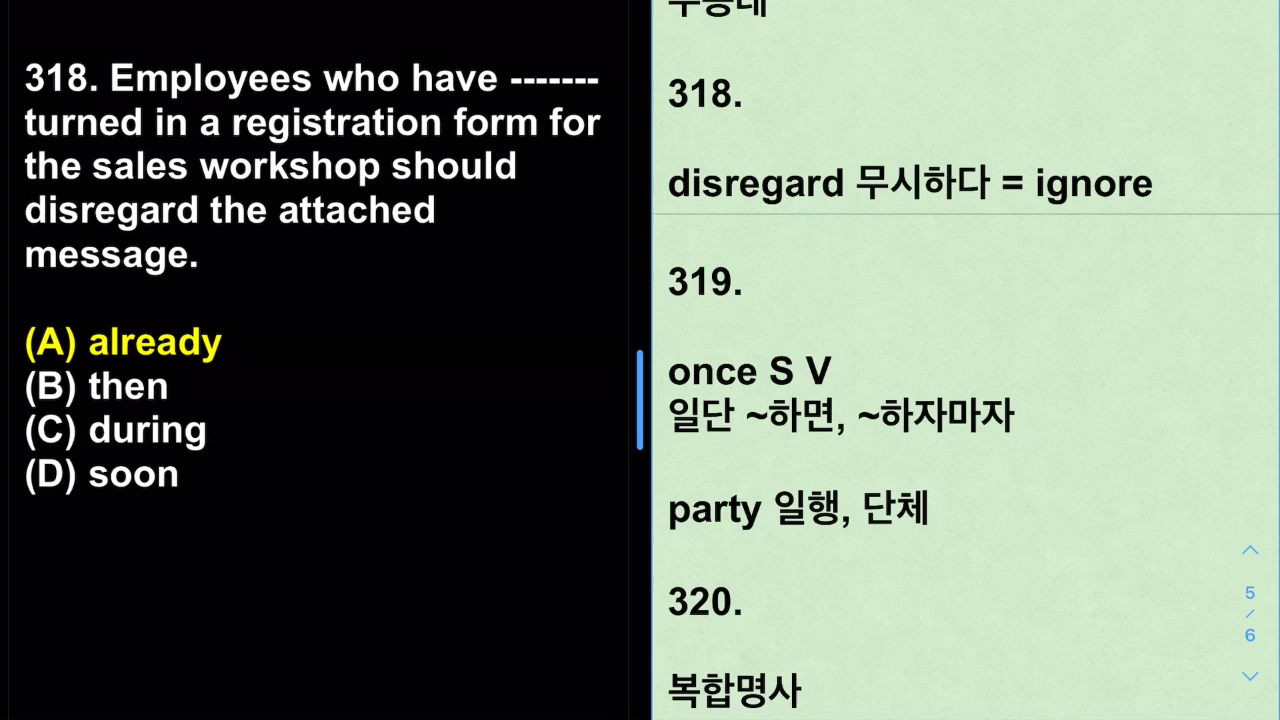 318. Employees who have -------
turned in a registration form for
the sales workshop should
disregard the attached
message.
(A) already
(B) then
(C) during
(D) soon
318.
disregard 무시하다 = ignore
319.
once S V
일단 ~하면, ~하자마자
party 일행, 단체
320.
복합명사
5
/
6